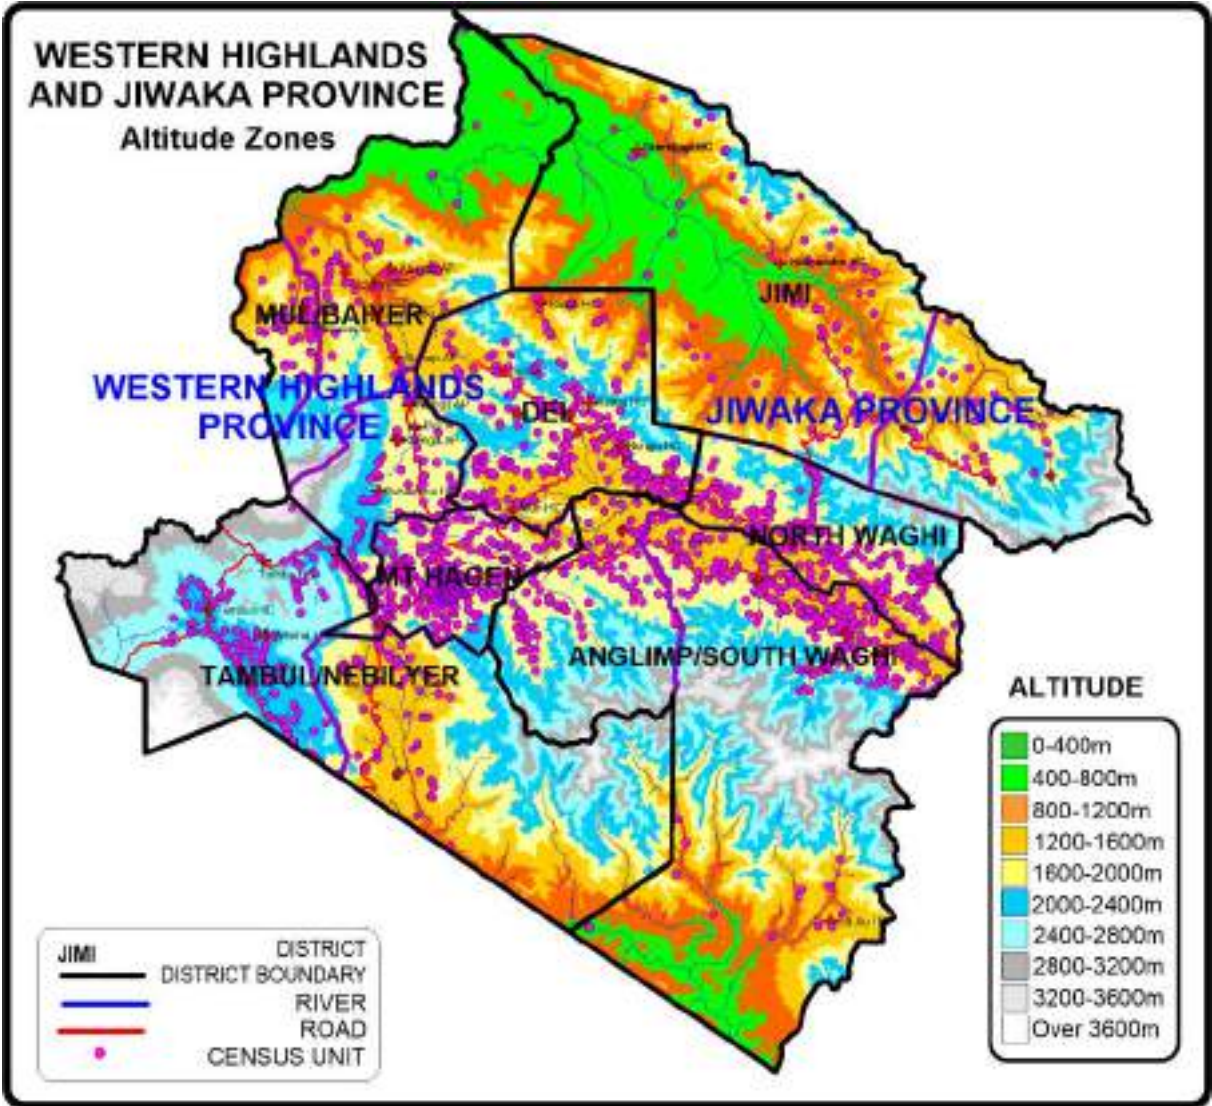 WESTERN HIGHLANDS
AND JIWAKA PROVINCE
Altitude Zones
JIMI
MUL/BAIYER
WESTERN HIGHLANDS
PROVINCE
DEI
JIWAKA PROVINCE
NORTH WAGHI
MT HAGEN
ANGLIMP/SOUTH WAGHI
TAMBUL/NEBILYER
ALTITUDE
0-400m
400-800m
800-1200m
1200-1600m
1600-2000m
2000-2400m
2400-2800m
2800-3200m
3200-3600m
Over 3600m
JIMI DISTRICT
DISTRICT BOUNDARY
RIVER
ROAD
CENSUS UNIT